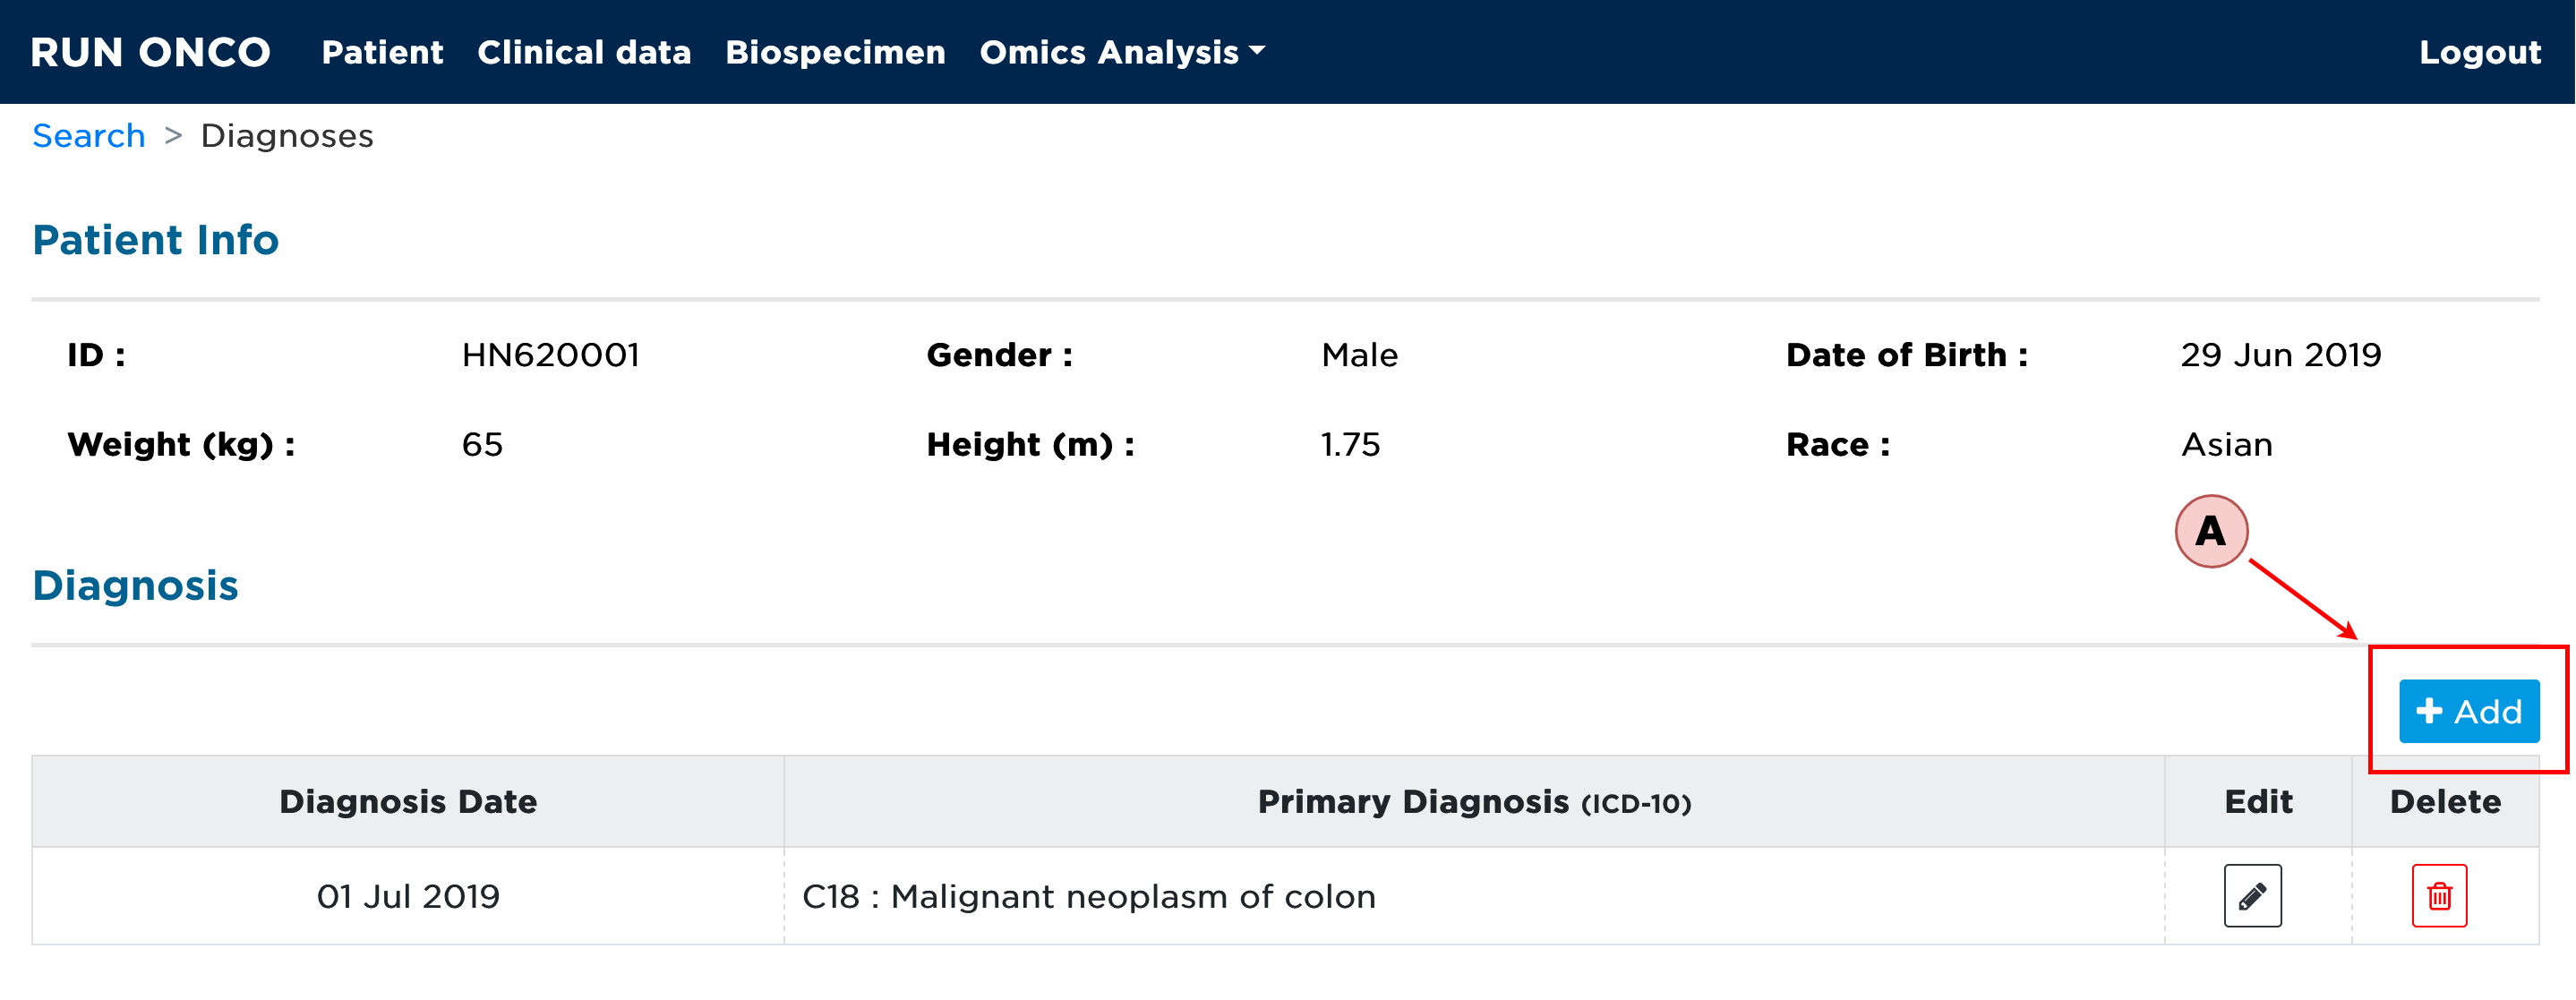 RUN ONCO Patient Clinical data Biospecimen Omics Analysis Logout
Search > Diagnoses
Patient Info
ID : HN620001 Gender : Male Date of Birth : 29 Jun 2019
Weight (kg) : 65 Height (m) : 1.75 Race : Asian
A
Diagnosis
+ Add
Diagnosis Date Primary Diagnosis (ICD-10) Edit Delete
01 Jul 2019 C18 : Malignant neoplasm of colon